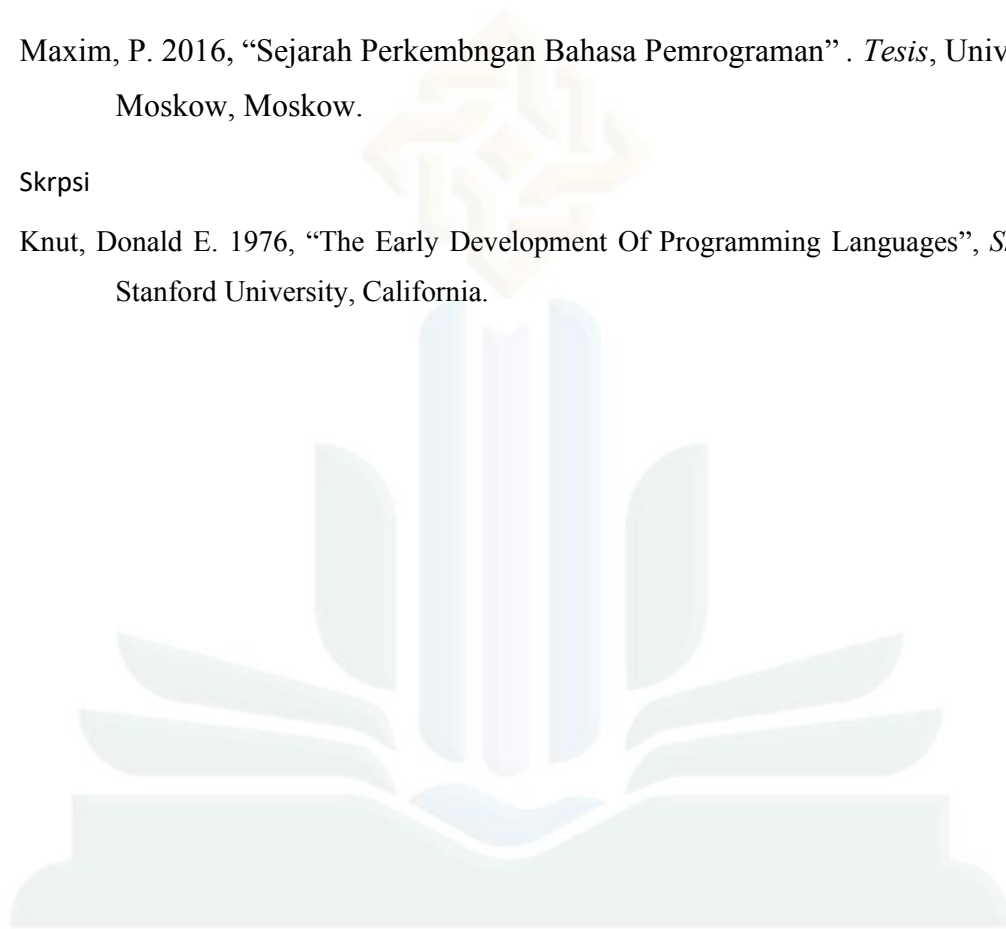 Maxim, P. 2016, “Sejarah Perkembngan Bahasa Pemrograman” . Tesis,
Moskow, Moskow.
Skrpsi
Knut, Donald E. 1976, “The Early Development Of Programming Languages”,
Stanford University, California.